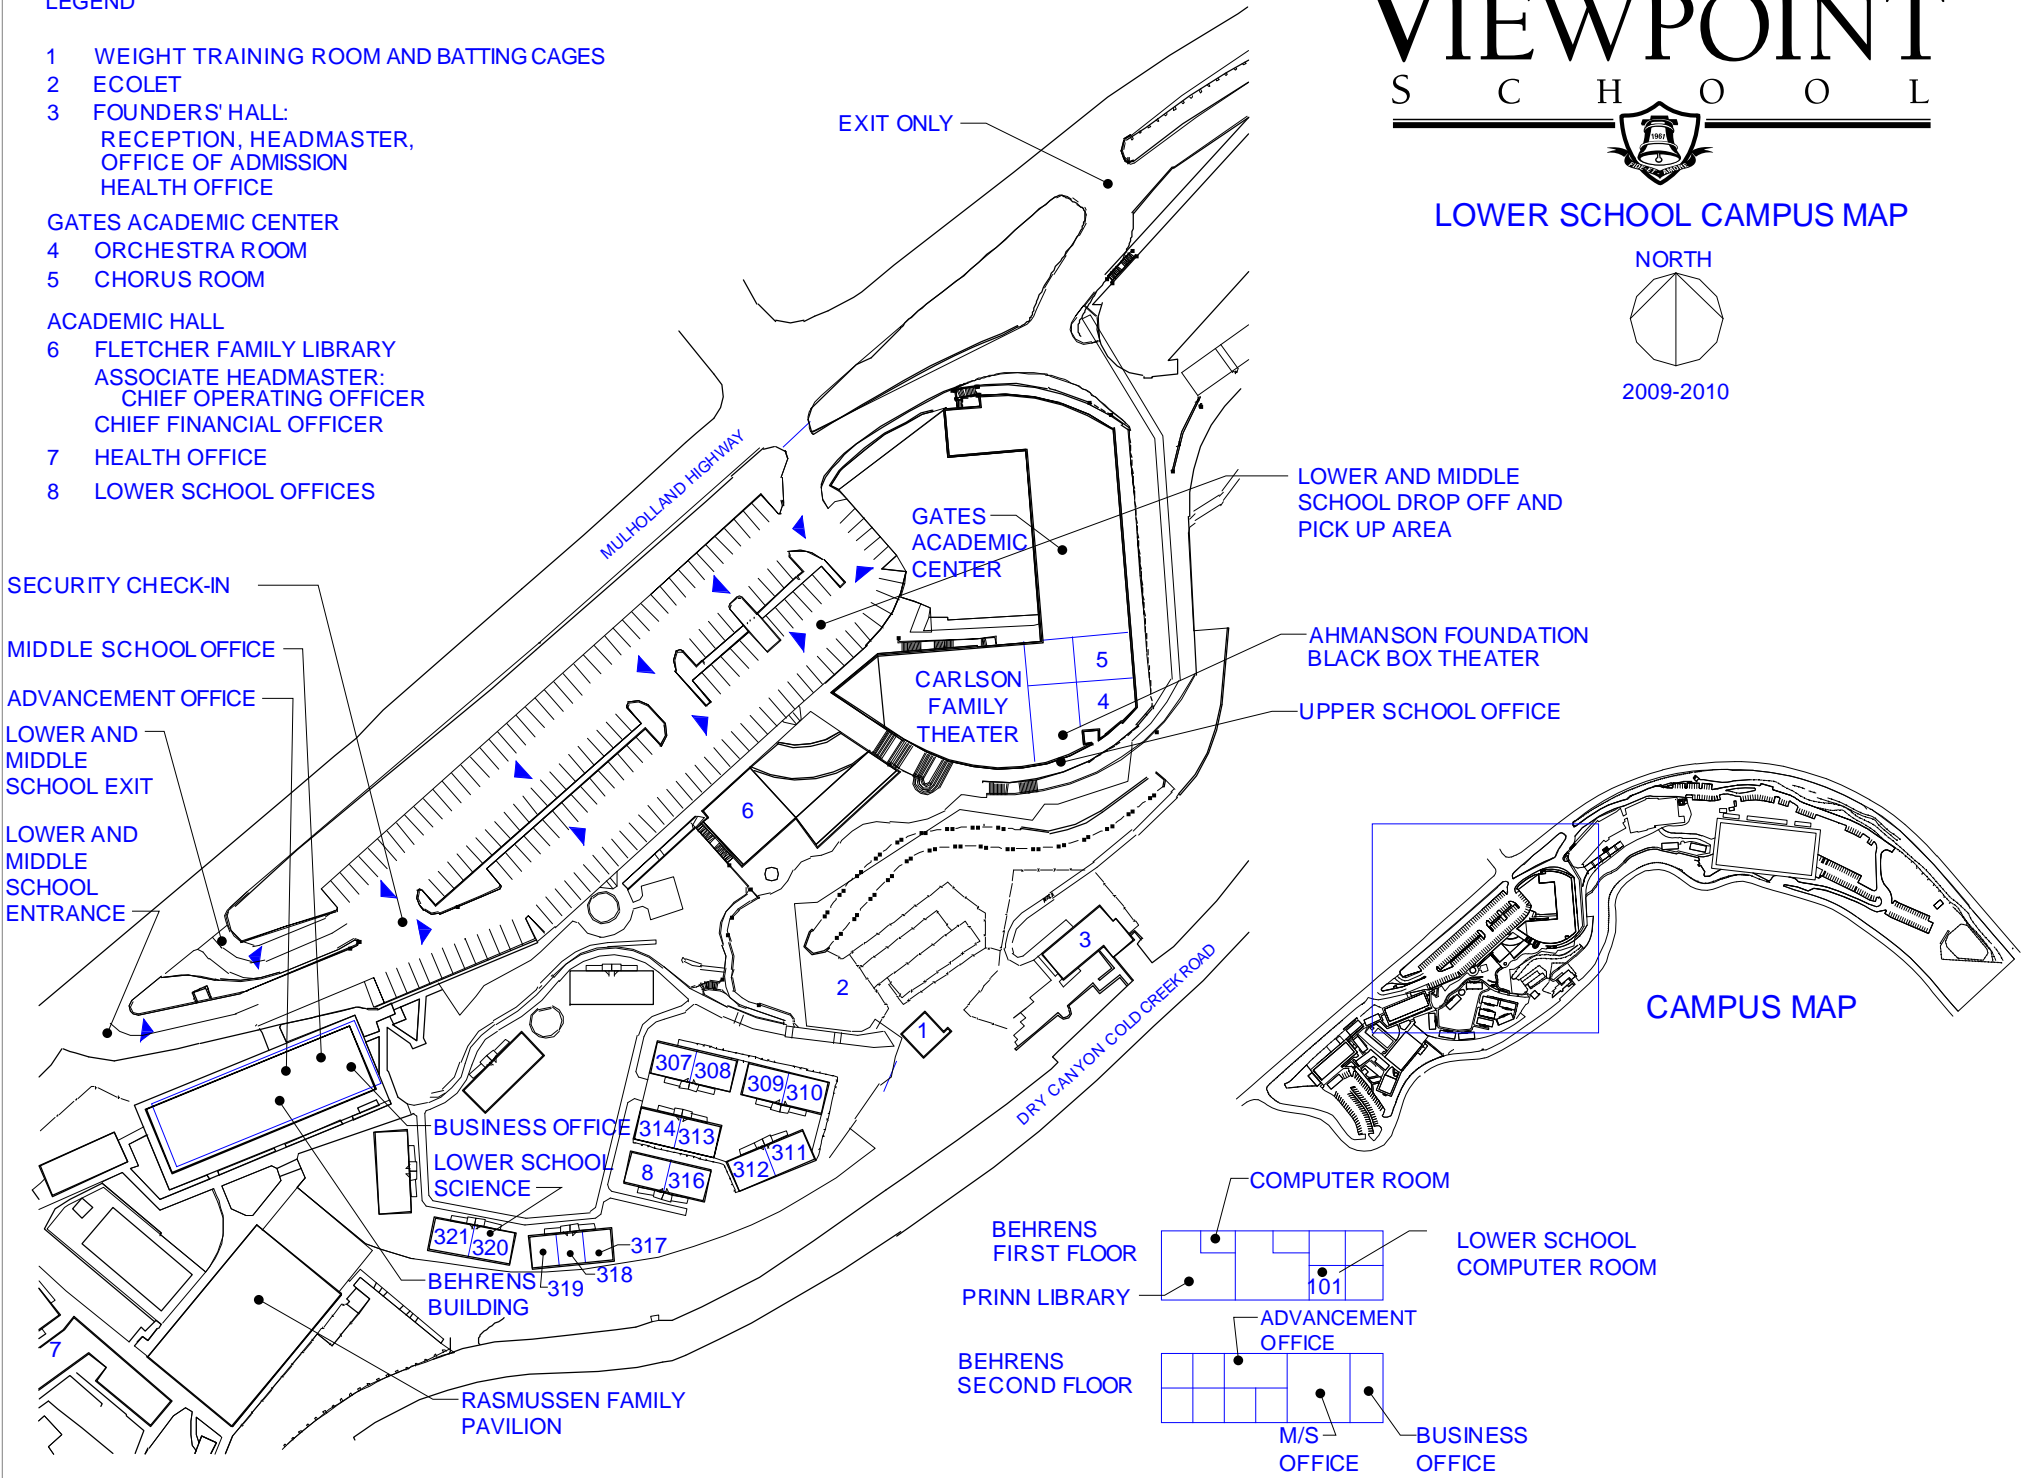 LEGEND
1 WEIGHT TRAINING ROOM AND BATTING CAGES
2 ECOLET
3 FOUNDERS' HALL:
RECEPTION, HEADMASTER,
OFFICE OF ADMISSION
HEALTH OFFICE
GATES ACADEMIC CENTER
4 ORCHESTRA ROOM
5 CHORUS ROOM
ACADEMIC HALL
6 FLETCHER FAMILY LIBRARY
ASSOCIATE HEADMASTER:
CHIEF OPERATING OFFICER
CHIEF FINANCIAL OFFICER
7 HEALTH OFFICE
8 LOWER SCHOOL OFFICES
VIEWPOINT
SCHOOL
1961
LOWER SCHOOL CAMPUS MAP
NORTH
2009-2010
EXIT ONLY
MULHOLLAND HIGHWAY
GATES
ACADEMIC
CENTER
LOWER AND MIDDLE
SCHOOL DROP OFF AND
PICK UP AREA
SECURITY CHECK-IN
MIDDLE SCHOOL OFFICE
ADVANCEMENT OFFICE
LOWER AND
MIDDLE
SCHOOL EXIT
LOWER AND
MIDDLE
SCHOOL
ENTRANCE
AHMANSON FOUNDATION
BLACK BOX THEATER
UPPER SCHOOL OFFICE
CARLSON
FAMILY
THEATER
5
4
6
3
2
1
DRY CANYON COLD CREEK ROAD
CAMPUS MAP
307 308
309 310
314 313
312 311
8 316
BUSINESS OFFICE
LOWER SCHOOL
SCIENCE
321 320
317
318
319
BEHRENS
BUILDING
7
RASMUSSEN FAMILY
PAVILION
COMPUTER ROOM
BEHRENS
FIRST FLOOR
LOWER SCHOOL
COMPUTER ROOM
101
PRINN LIBRARY
ADVANCEMENT
OFFICE
BEHRENS
SECOND FLOOR
M/S
OFFICE
BUSINESS
OFFICE